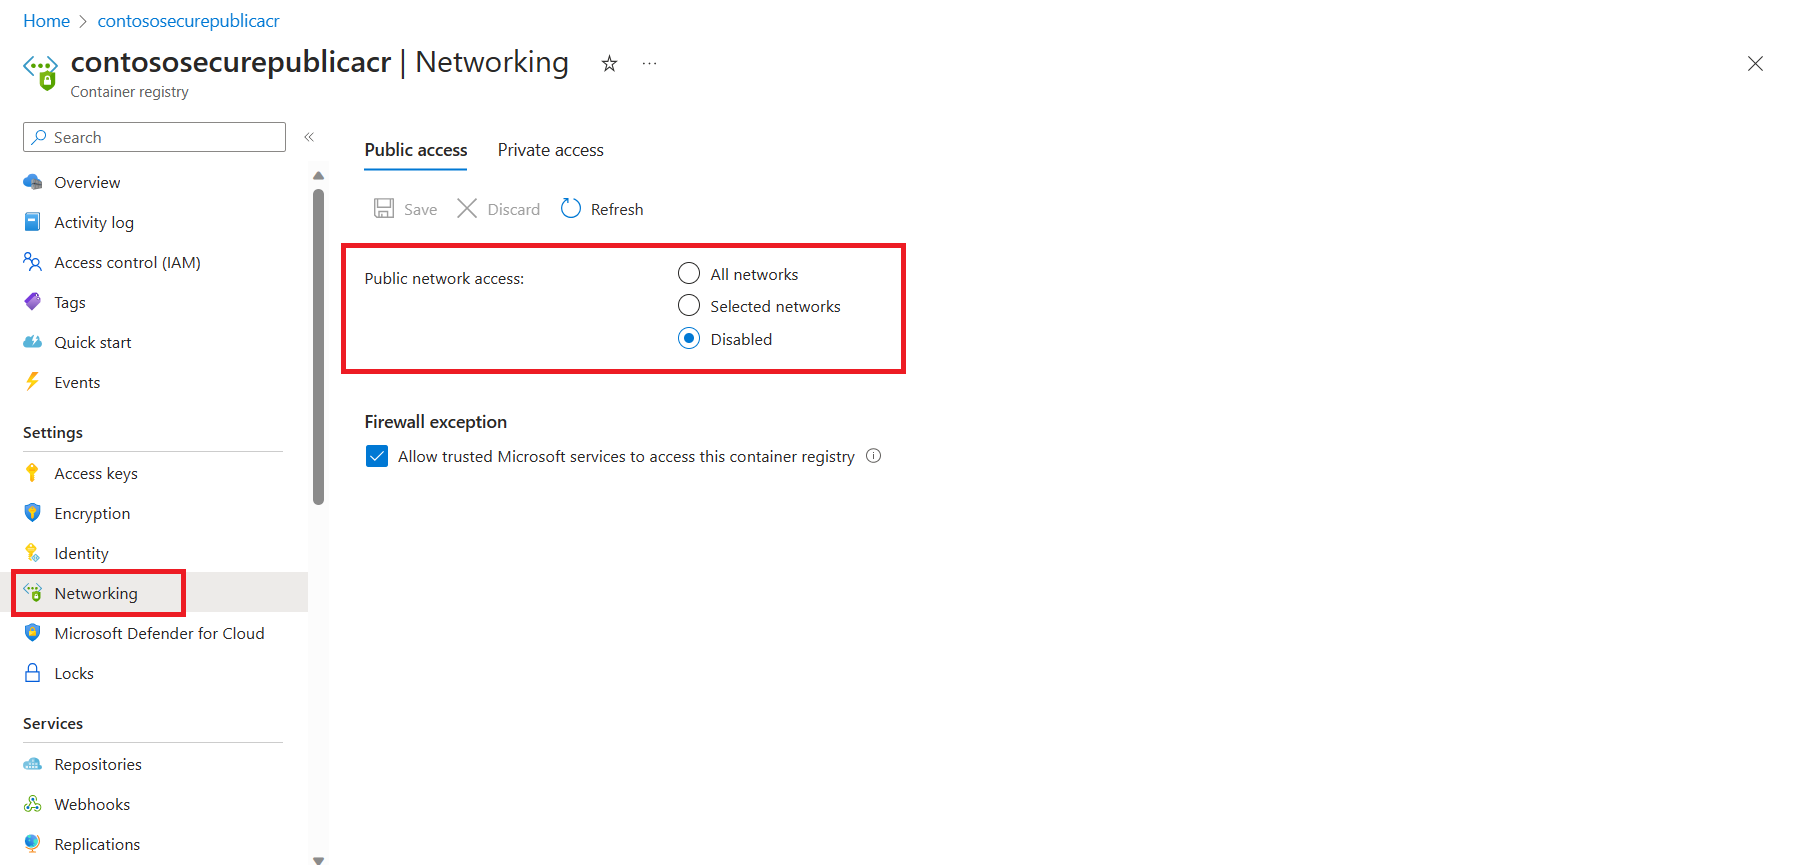 Home > contososecurepublicacr
contososecurepublicacr | Networking
Container registry
Search
Overview
Activity log
Access control (IAM)
Tags
Quick start
Events
Settings
Access keys
Encryption
Identity
Networking
Microsoft Defender for Cloud
Locks
Services
Repositories
Webhooks
Replications
Public access Private access
Save Discard Refresh
Public network access:
All networks
Selected networks
Disabled
Firewall exception
Allow trusted Microsoft services to access this container registry